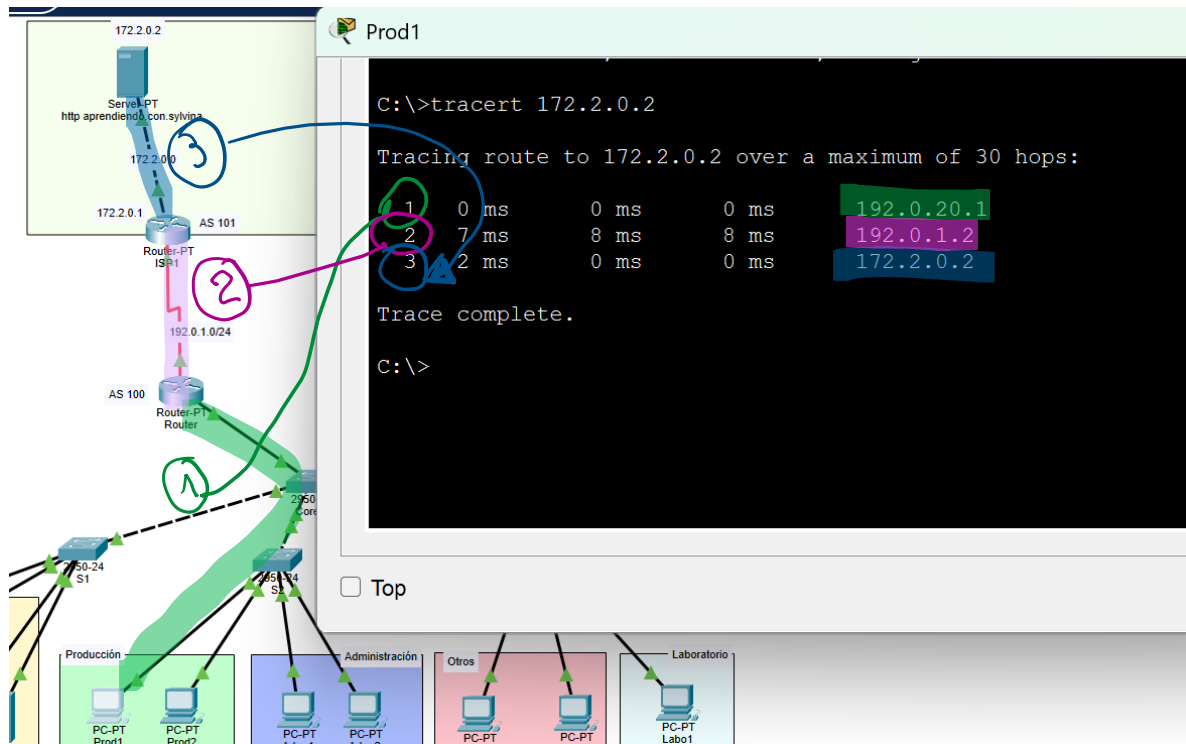 172.2.0.2
Server-PT
http aprendiendo.con.sylvina
172.2.0.0
3
172.2.0.1
AS 101
Router-PT
ISP1
2
192.0.1.0/24
AS 100
Router-PT
Router
1
2950
Core
2950-24
S1
2950-24
S2
Producción
PC-PT
Prod1
PC-PT
Prod2
Administración
PC-PT
PC-PT
Otros
PC-PT
PC-PT
Laboratorio
PC-PT
Labo1
Prod1
C:\>tracert 172.2.0.2
Tracing route to 172.2.0.2 over a maximum of 30 hops:
1 0 ms 0 ms 0 ms 192.0.20.1
2 7 ms 8 ms 8 ms 192.0.1.2
3 2 ms 0 ms 0 ms 172.2.0.2
Trace complete.
C:\>
Top